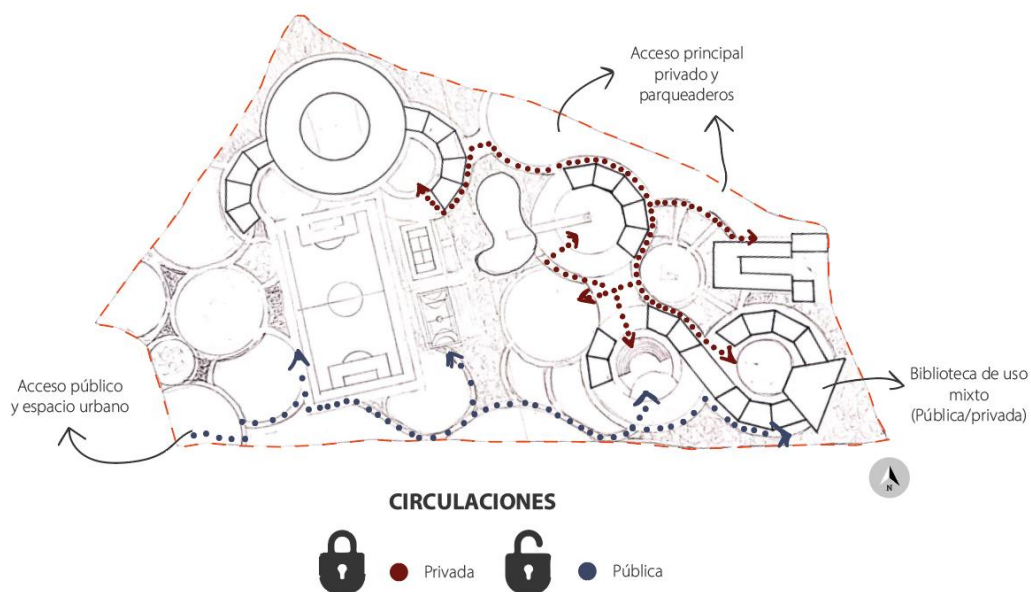 Acceso principal
privado y
parqueaderos
Acceso público
y espacio urbano
Biblioteca de uso
mixto
(Pública/privada)
N
CIRCULACIONES
Privada
Pública